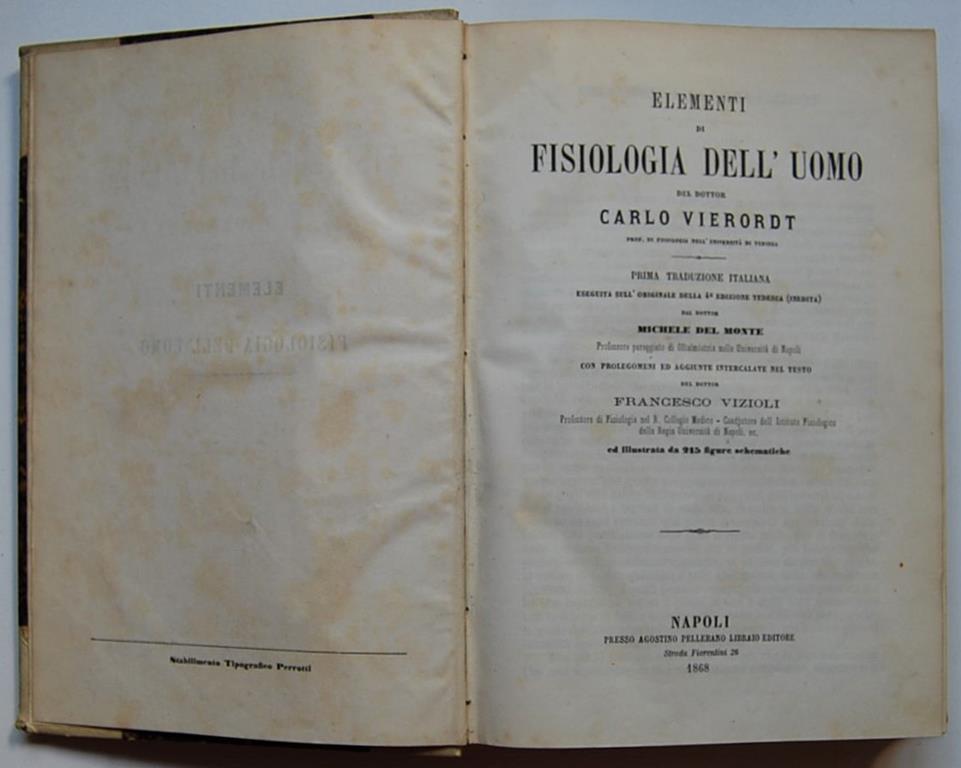 Stabilimento Tipografico Perrotti
ELEMENTI
DI
FISIOLOGIA DELL' UOMO
DEL DOTTOR
CARLO VIERORDT
PROF. DI FISIOLOGIA NELL' UNIVERSITÀ DI
PRIMA TRADUZIONE ITALIANA
ESEGUITA SULL' ORIGINALE DELLA 4ª EDIZIONE TEDESCA (INEDITA)
DAL DOTTOR
MICHELE DEL MONTE
Professore pareggiato di Oftalmiatria nella Università di Napoli
CON PROLEGOMENI ED AGGIUNTE INTERCALATE NEL TESTO
DEL DOTTOR
FRANCESCO VIZIOLI
Professore di Fisiologia nel R. Collegio Medico - Coadjutore dell' Istituto Fisiologico
della Regia Università di Napoli, ec.
ed illustrata da 215 figure schematiche
NAPOLI
PRESSO AGOSTINO PELLERANO LIBRAIO EDITORE
Strada Fiorentini 26
1868